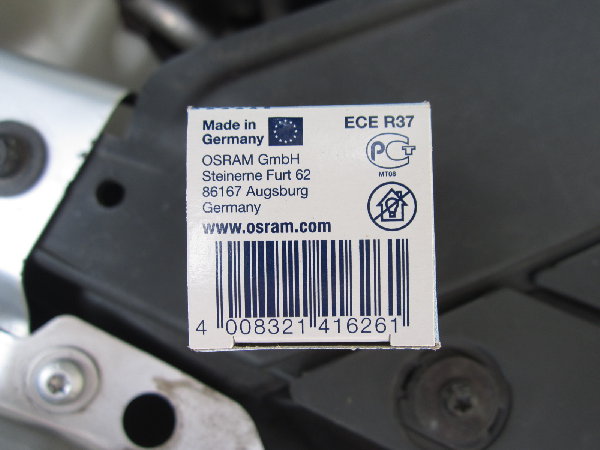 Made in
Germany
ECE R37
OSRAM GmbH
Steinerne Furt 62
86167 Augsburg
Germany
www.osram.com
PCT
MT08
4 008321 416261